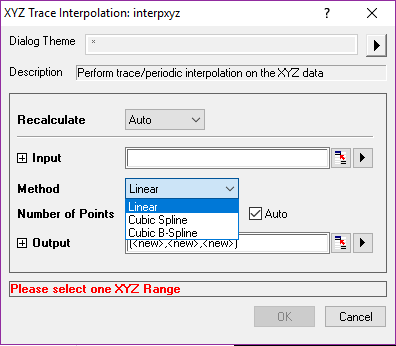 XYZ Trace Interpolation: interpxyz ? ×
Dialog Theme *
Description Perform trace/periodic interpolation on the XYZ data
Recalculate Auto
Input
Method Linear
Linear
Number of Points Auto
Cubic Spline
Cubic B-Spline
Output (<new>,<new>,<new>)
Please select one XYZ Range
OK Cancel